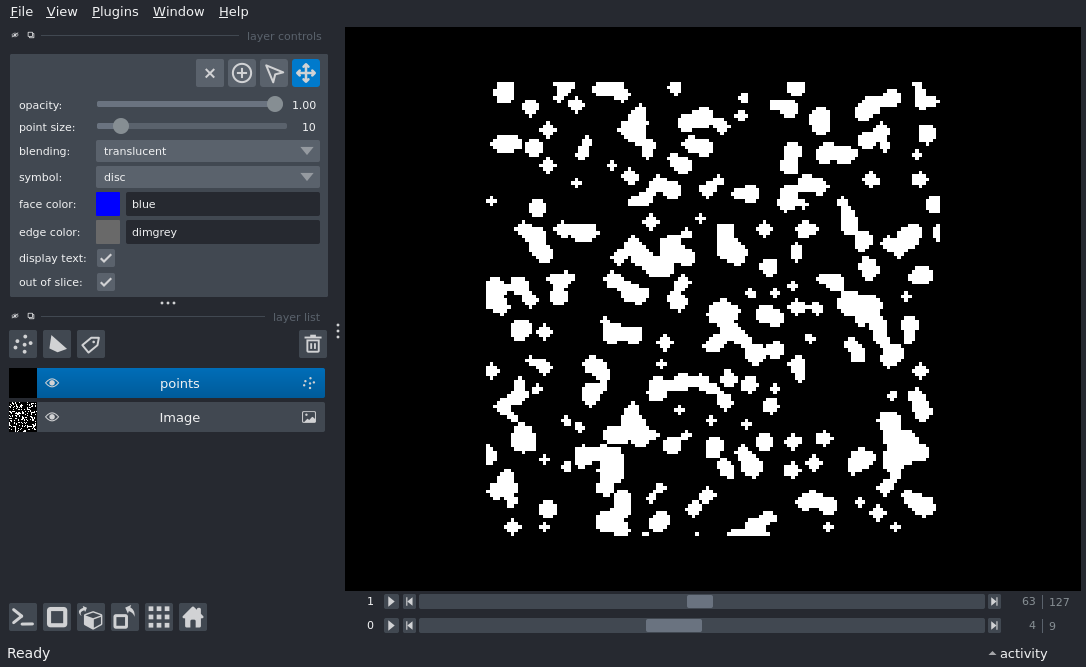 File View Plugins Window Help
layer controls
opacity: 1.00
point size: 10
blending: translucent
symbol: disc
face color: blue
edge color: dimgrey
display text:
out of slice:
layer list
points
Image
1 63 127
0 4 9
Ready activity